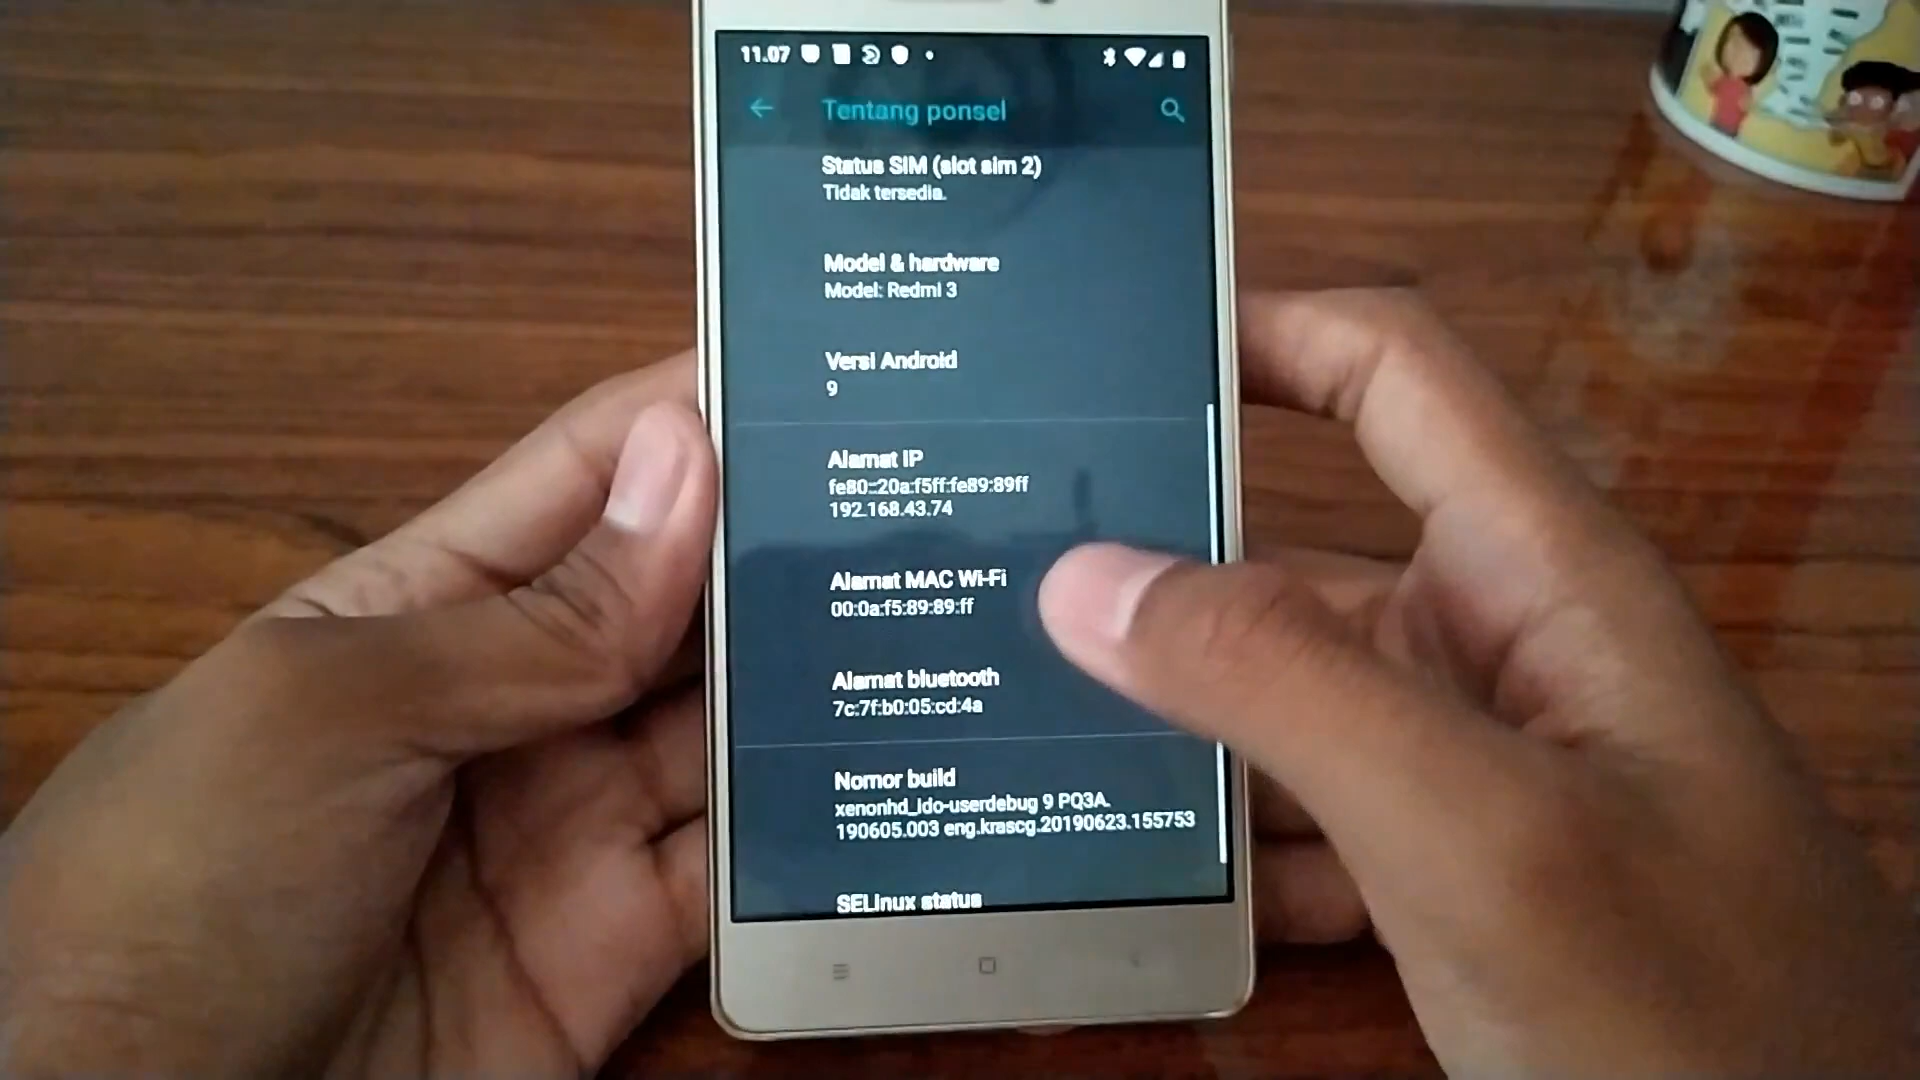 11.07
Tentang ponsel
Status SIM (slot sim 2)
Tidak tersedia.
Model & hardware
Model: Redmi 3
Versi Android
9
Alamat IP
fe80::20a:f5ff:fe89:89ff
192.168.43.74
Alamat MAC Wi-Fi
00:0a:f5:89:89:ff
Alamat bluetooth
7c:7f:b0:05:cd:4a
Nomor build
xenonhd_ido-userdebug 9 PQ3A.
190605.003 eng.krascg.20190623.155753
SELinux status